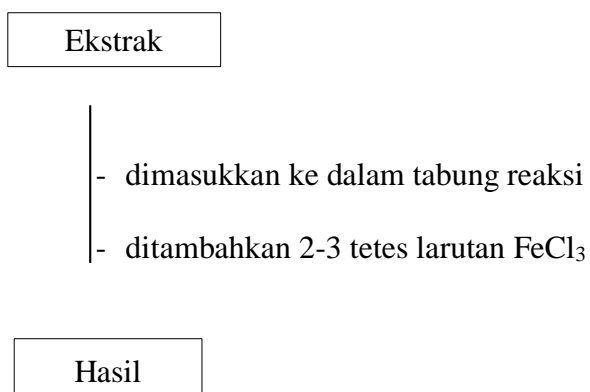 Ekstrak
- dimasukkan ke dalam tabung reaksi
- ditambahkan 2-3 tetes larutan FeCl₃
Hasil